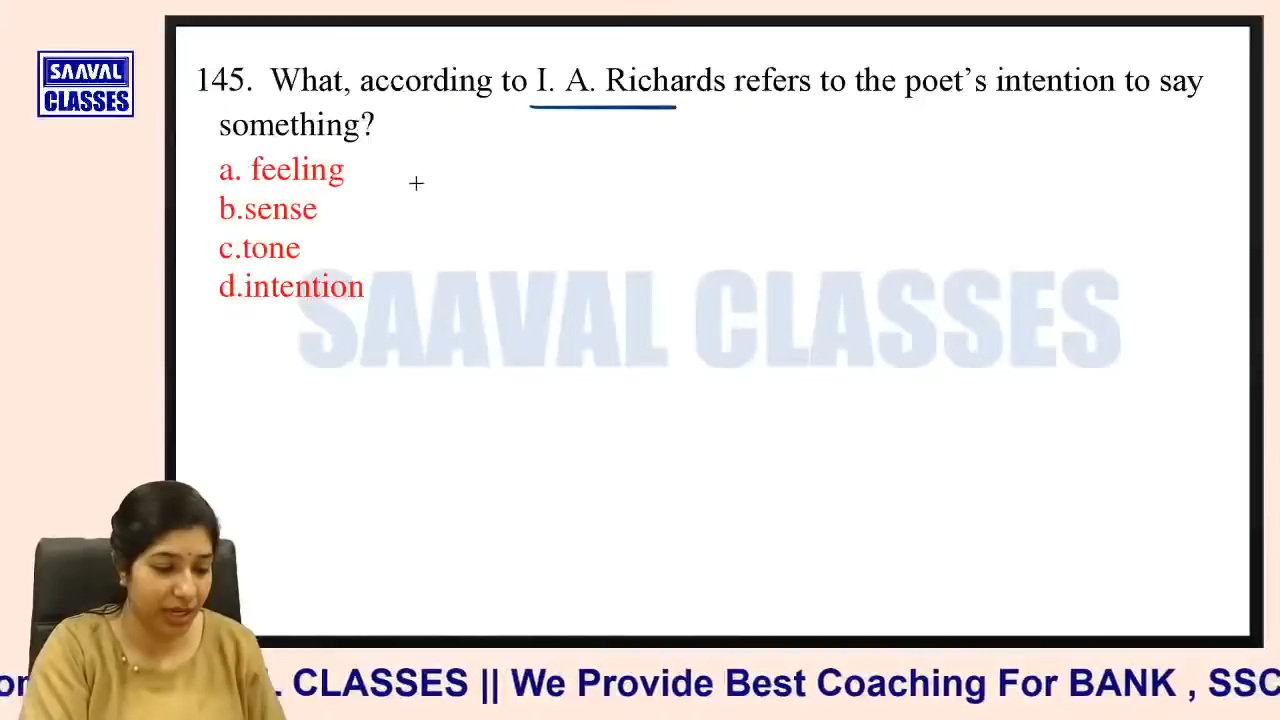 SAAVAL
CLASSES
145. What, according to I. A. Richards refers to the poet's intention to say
something?
a. feeling
b.sense
c.tone
d.intention
SAAVAL CLASSES
CLASSES || We Provide Best Coaching For BANK , SSC